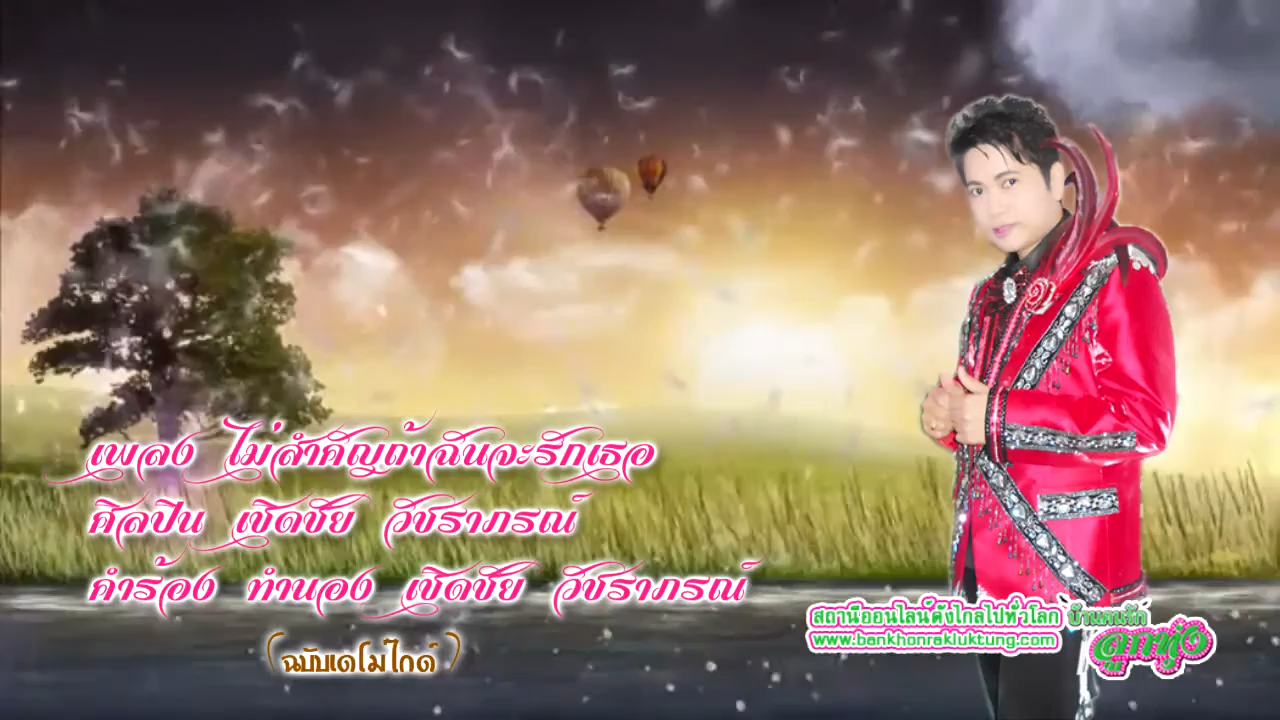 เพลง ไม่สำคัญถ้าฉันจะรักเธอ
ศิลปิน เชิดชัย วัชราภรณ์
คำร้อง ทำนอง เชิดชัย วัชราภรณ์
(ฉบับเดโมไกด์)
สถานีออนไลน์ดังไกลไปทั่วโลก บ้านคนรัก
www.bankhonrakluktung.com ลูกทุ่ง